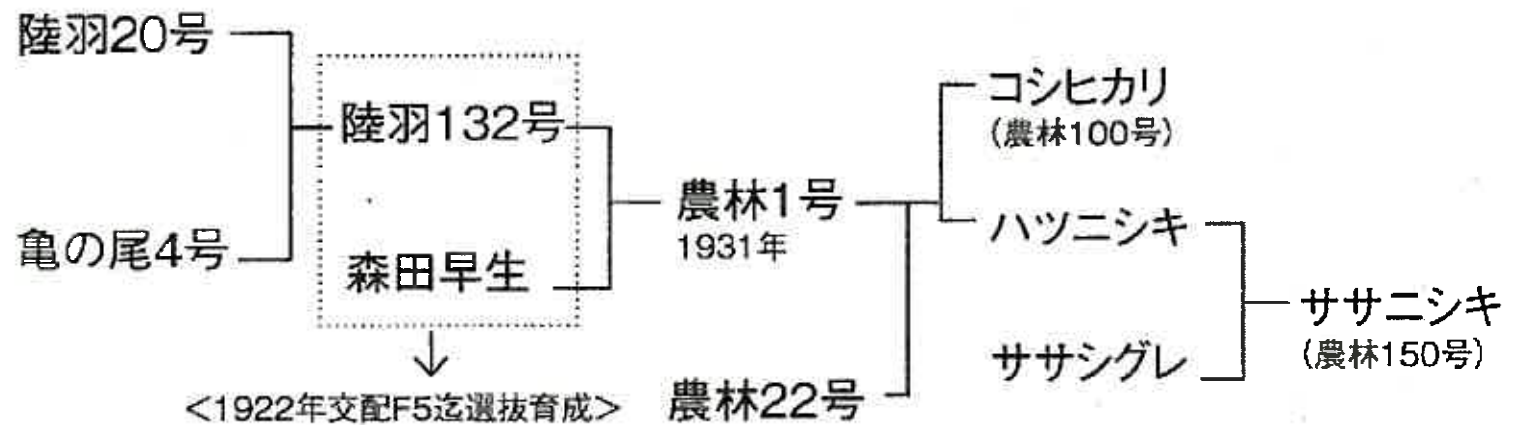 陸羽20号
亀の尾4号
陸羽132号
森田早生
<1922年交配F5迄選抜育成>
農林1号
1931年
農林22号
コシヒカリ
(農林100号)
ハツニシキ
ササシグレ
ササニシキ
(農林150号)